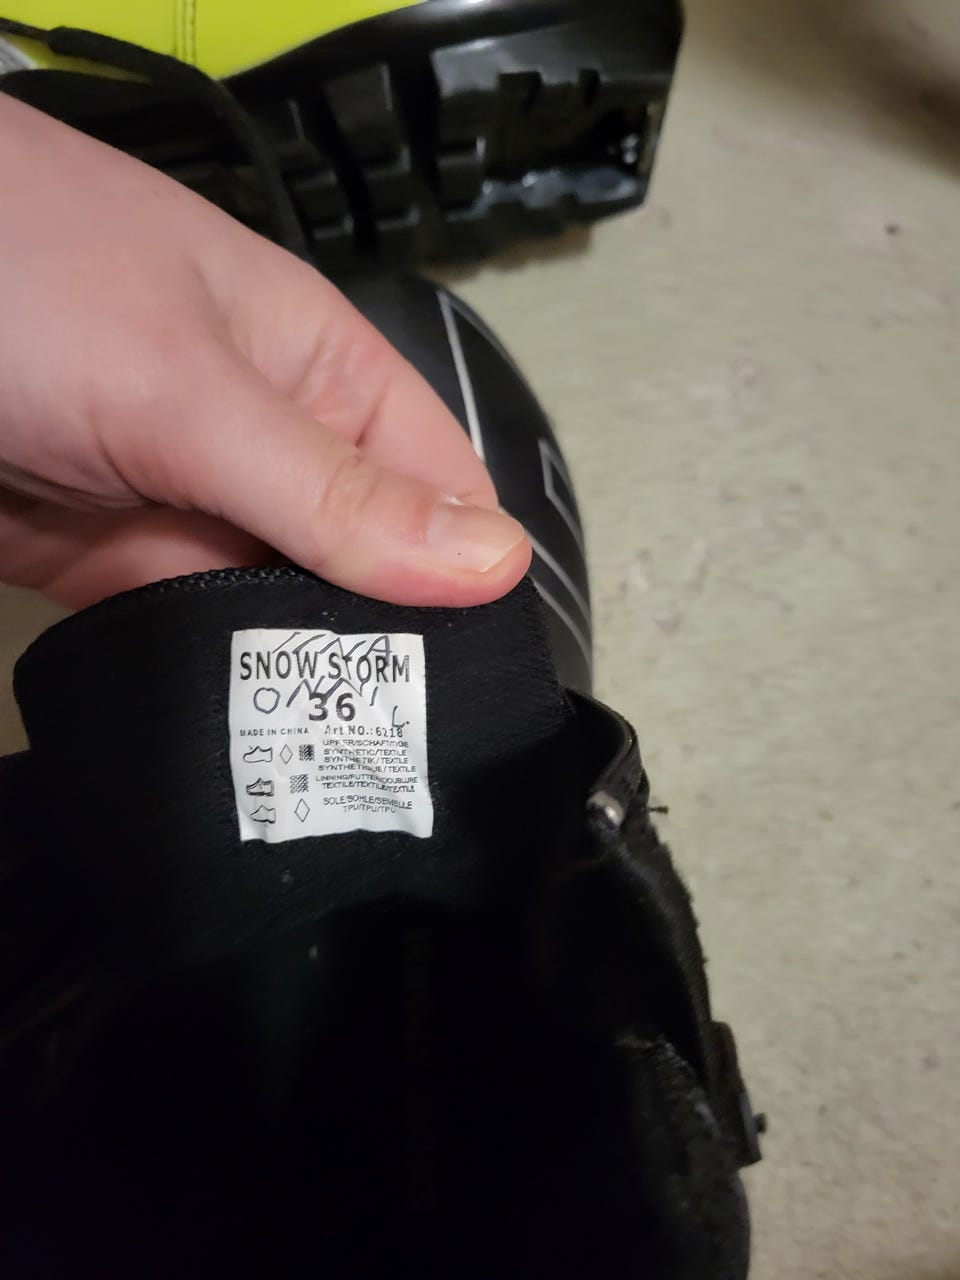 SNOW STORM
36
MADE IN CHINA Art NO.:6218
UPPER/SCHAFT/TIGE
SYNTHETIC/TEXTILE
SYNTHETIK/TEXTILE
SYNTHETIQUE/TEXTILE
LINNING/FUTTER/DOUBLURE
TEXTILE/TEXTILE/TEXTILE
SOLE/SOHLE/SEMELLE
TPU/TPU/TPU